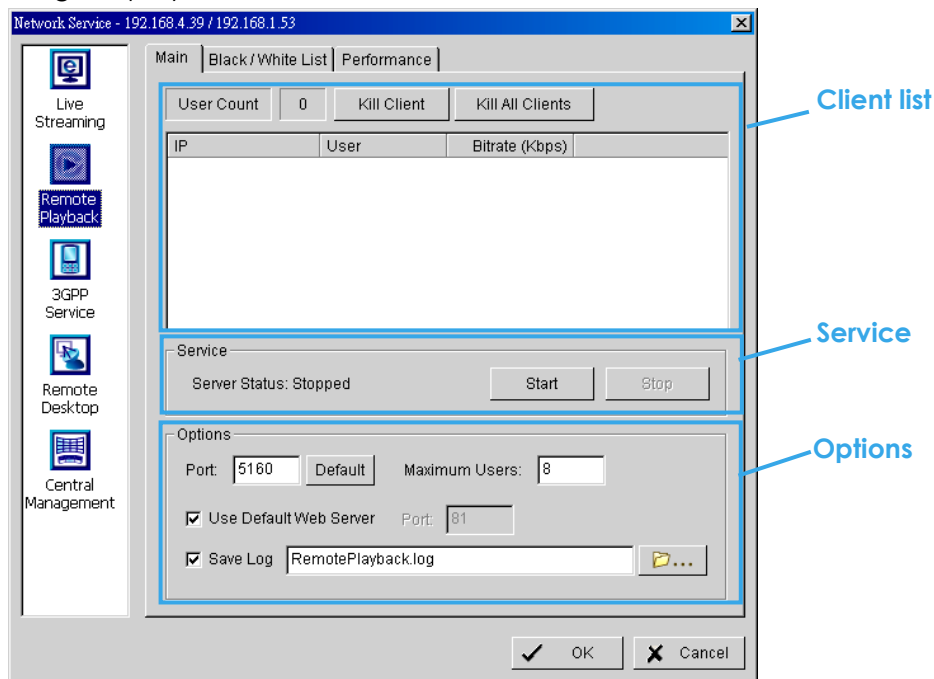 Network Service - 192.168.4.39 / 192.168.1.53
Live
Streaming
Remote
Playback
3GPP
Service
Remote
Desktop
Central
Management
Main Black / White List Performance
User Count 0 Kill Client Kill All Clients
IP User Bitrate (Kbps)
Client list
Service
Server Status: Stopped Start Stop
Service
Options
Port: 5160 Default Maximum Users: 8
Use Default Web Server Port: 81
Save Log RemotePlayback.log ...
Options
OK Cancel